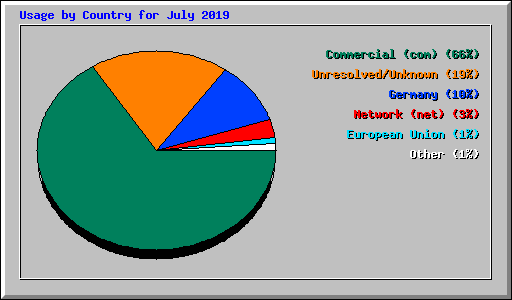 Usage by Country for July 2019
Commercial (com) (66%)
Unresolved/Unknown (19%)
Germany (10%)
Network (net) (3%)
European Union (1%)
Other (1%)